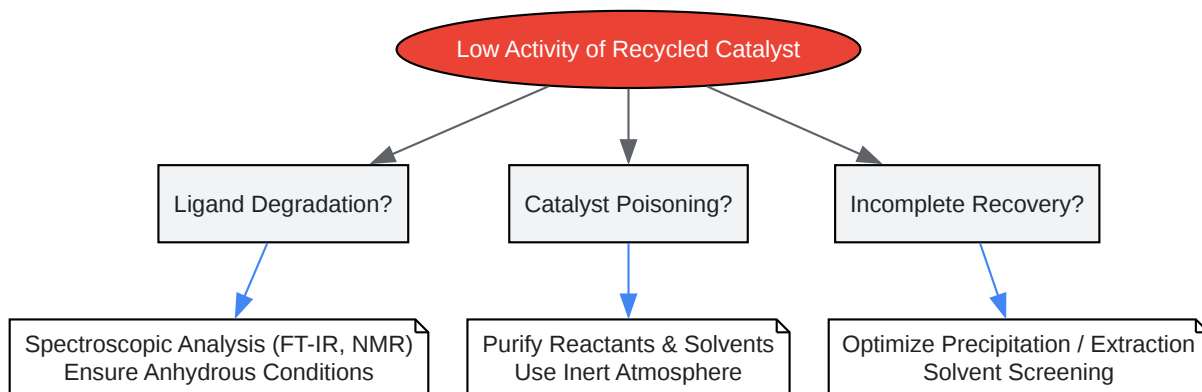 Low Activity of Recycled Catalyst
Ligand Degradation?
Catalyst Poisoning?
Incomplete Recovery?
Spectroscopic Analysis (FT-IR, NMR)
Ensure Anhydrous Conditions
Purify Reactants & Solvents
Use Inert Atmosphere
Optimize Precipitation / Extraction
Solvent Screening